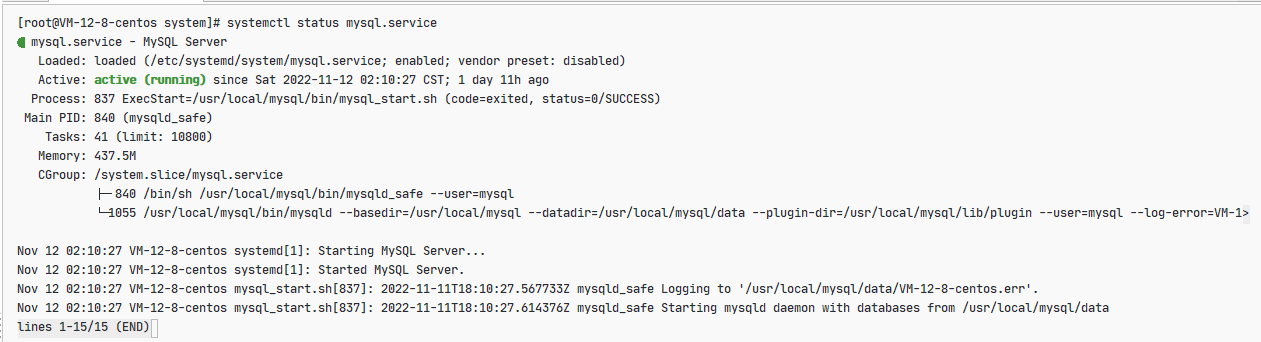 [root@VM-12-8-centos system]# systemctl status mysql.service
● mysql.service - MySQL Server
Loaded: loaded (/etc/systemd/system/mysql.service; enabled; vendor preset: disabled)
Active: active (running) since Sat 2022-11-12 02:10:27 CST; 1 day 11h ago
Process: 837 ExecStart=/usr/local/mysql/bin/mysql_start.sh (code=exited, status=0/SUCCESS)
Main PID: 840 (mysqld_safe)
Tasks: 41 (limit: 10800)
Memory: 437.5M
CGroup: /system.slice/mysql.service
├─ 840 /bin/sh /usr/local/mysql/bin/mysqld_safe --user=mysql
└─1055 /usr/local/mysql/bin/mysqld --basedir=/usr/local/mysql --datadir=/usr/local/mysql/data --plugin-dir=/usr/local/mysql/lib/plugin --user=mysql --log-error=VM-1>
Nov 12 02:10:27 VM-12-8-centos systemd[1]: Starting MySQL Server...
Nov 12 02:10:27 VM-12-8-centos systemd[1]: Started MySQL Server.
Nov 12 02:10:27 VM-12-8-centos mysql_start.sh[837]: 2022-11-11T18:10:27.567733Z mysqld_safe Logging to '/usr/local/mysql/data/VM-12-8-centos.err'.
Nov 12 02:10:27 VM-12-8-centos mysql_start.sh[837]: 2022-11-11T18:10:27.614376Z mysqld_safe Starting mysqld daemon with databases from /usr/local/mysql/data
lines 1-15/15 (END)